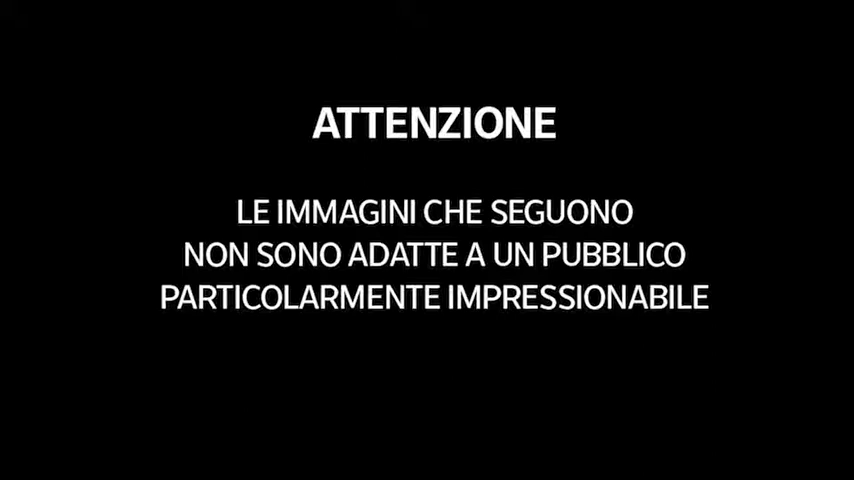 ATTENZIONE
LE IMMAGINI CHE SEGUONO
NON SONO ADATTE A UN PUBBLICO
PARTICOLARMENTE IMPRESSIONABILE